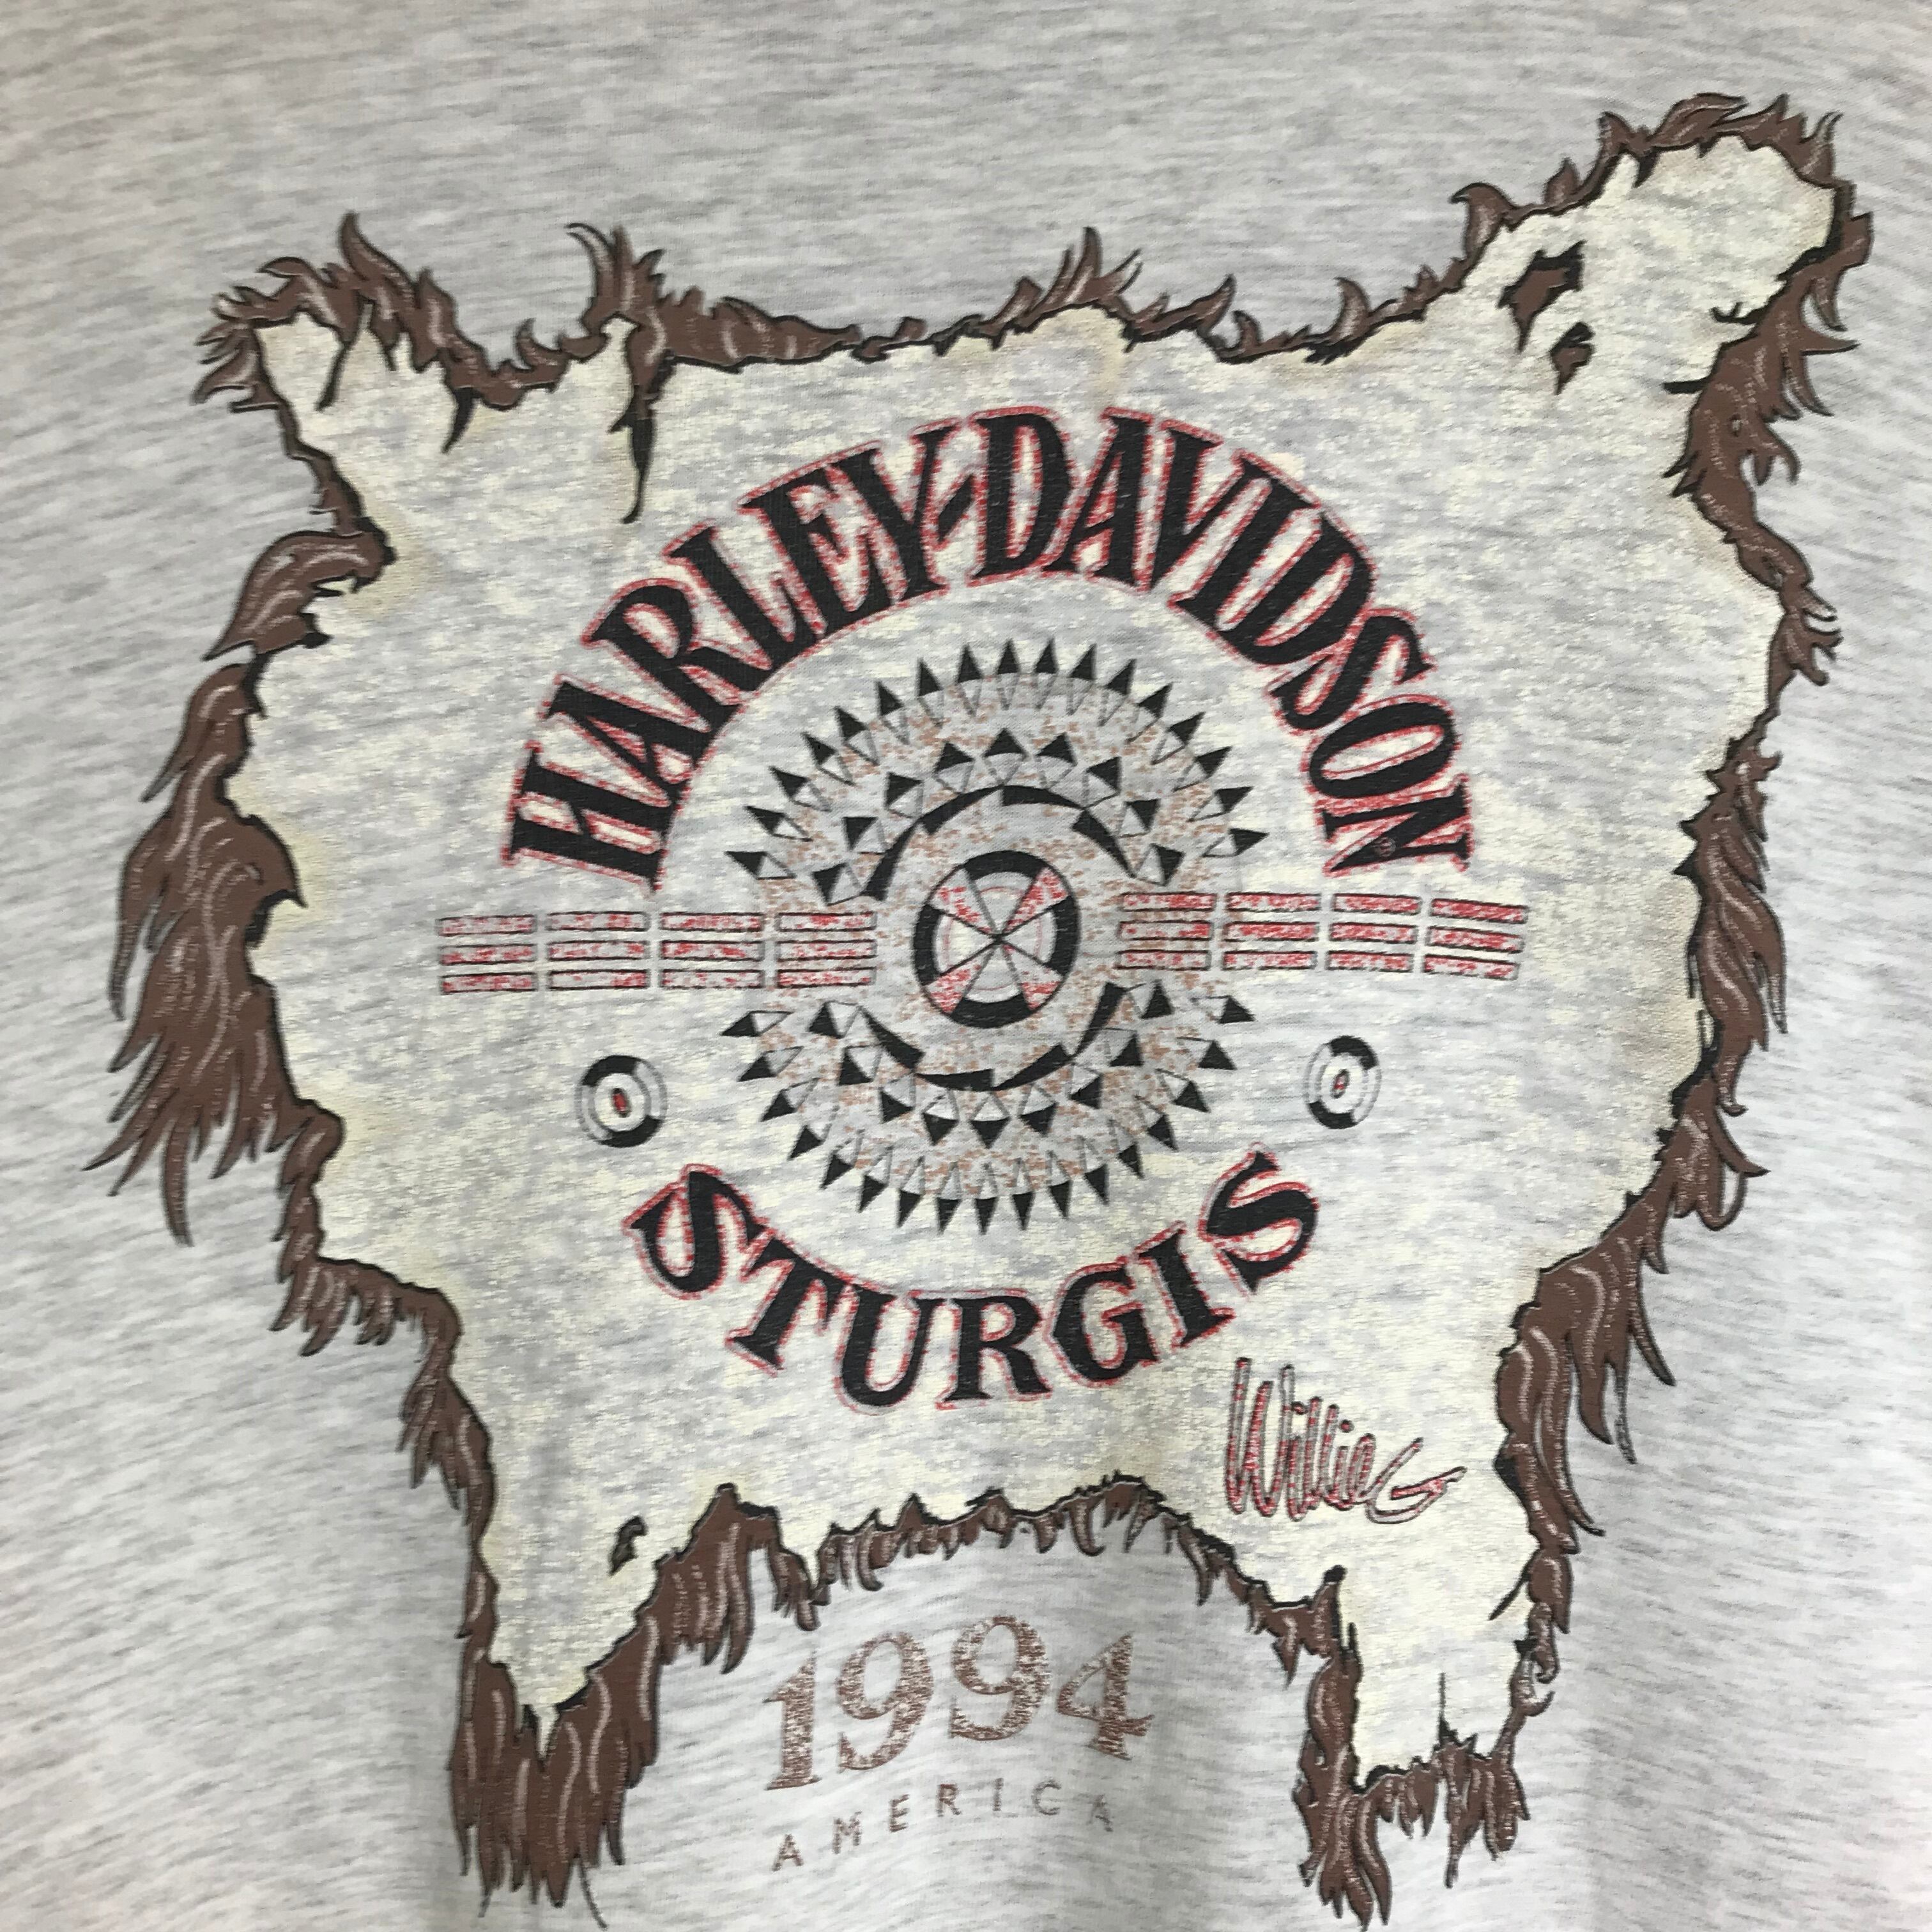 HARLEY-DAVIDSON
STURGIS
Willie G
1994
AMERICA